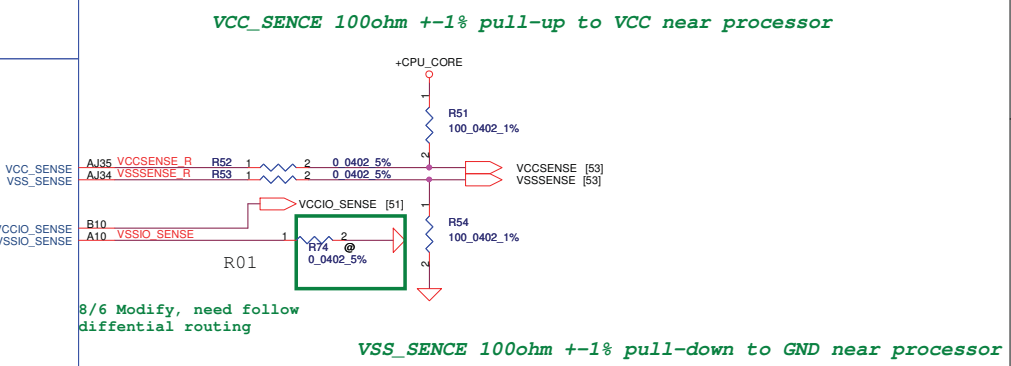 VCC_SENCE 100ohm +-1% pull-up to VCC near processor
+CPU_CORE
1
R51
100_0402_1%
2
VCC_SENSE AJ35 VCCSENSE_R R52 1 2 0_0402_5% VCCSENSE [53]
VSS_SENSE AJ34 VSSSENSE_R R53 1 2 0_0402_5% VSSSENSE [53]
VCCIO_SENSE [51]
1
R54
100_0402_1%
2
VCCIO_SENSE B10
VSSIO_SENSE A10 VSSIO_SENSE 1 2 @
R74
0_0402_5%
R01
8/6 Modify, need follow
diffential routing
VSS_SENCE 100ohm +-1% pull-down to GND near processor